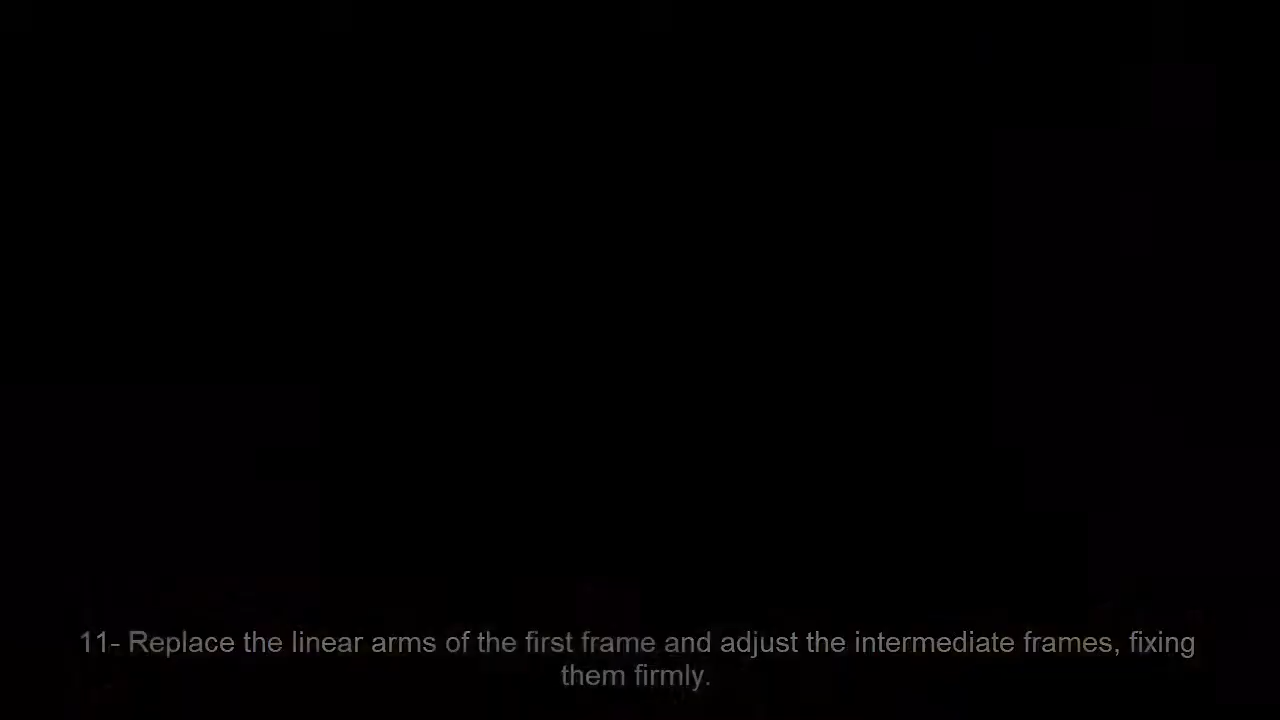 11- Replace the linear arms of the first frame and adjust the intermediate frames, fixing
them firmly.